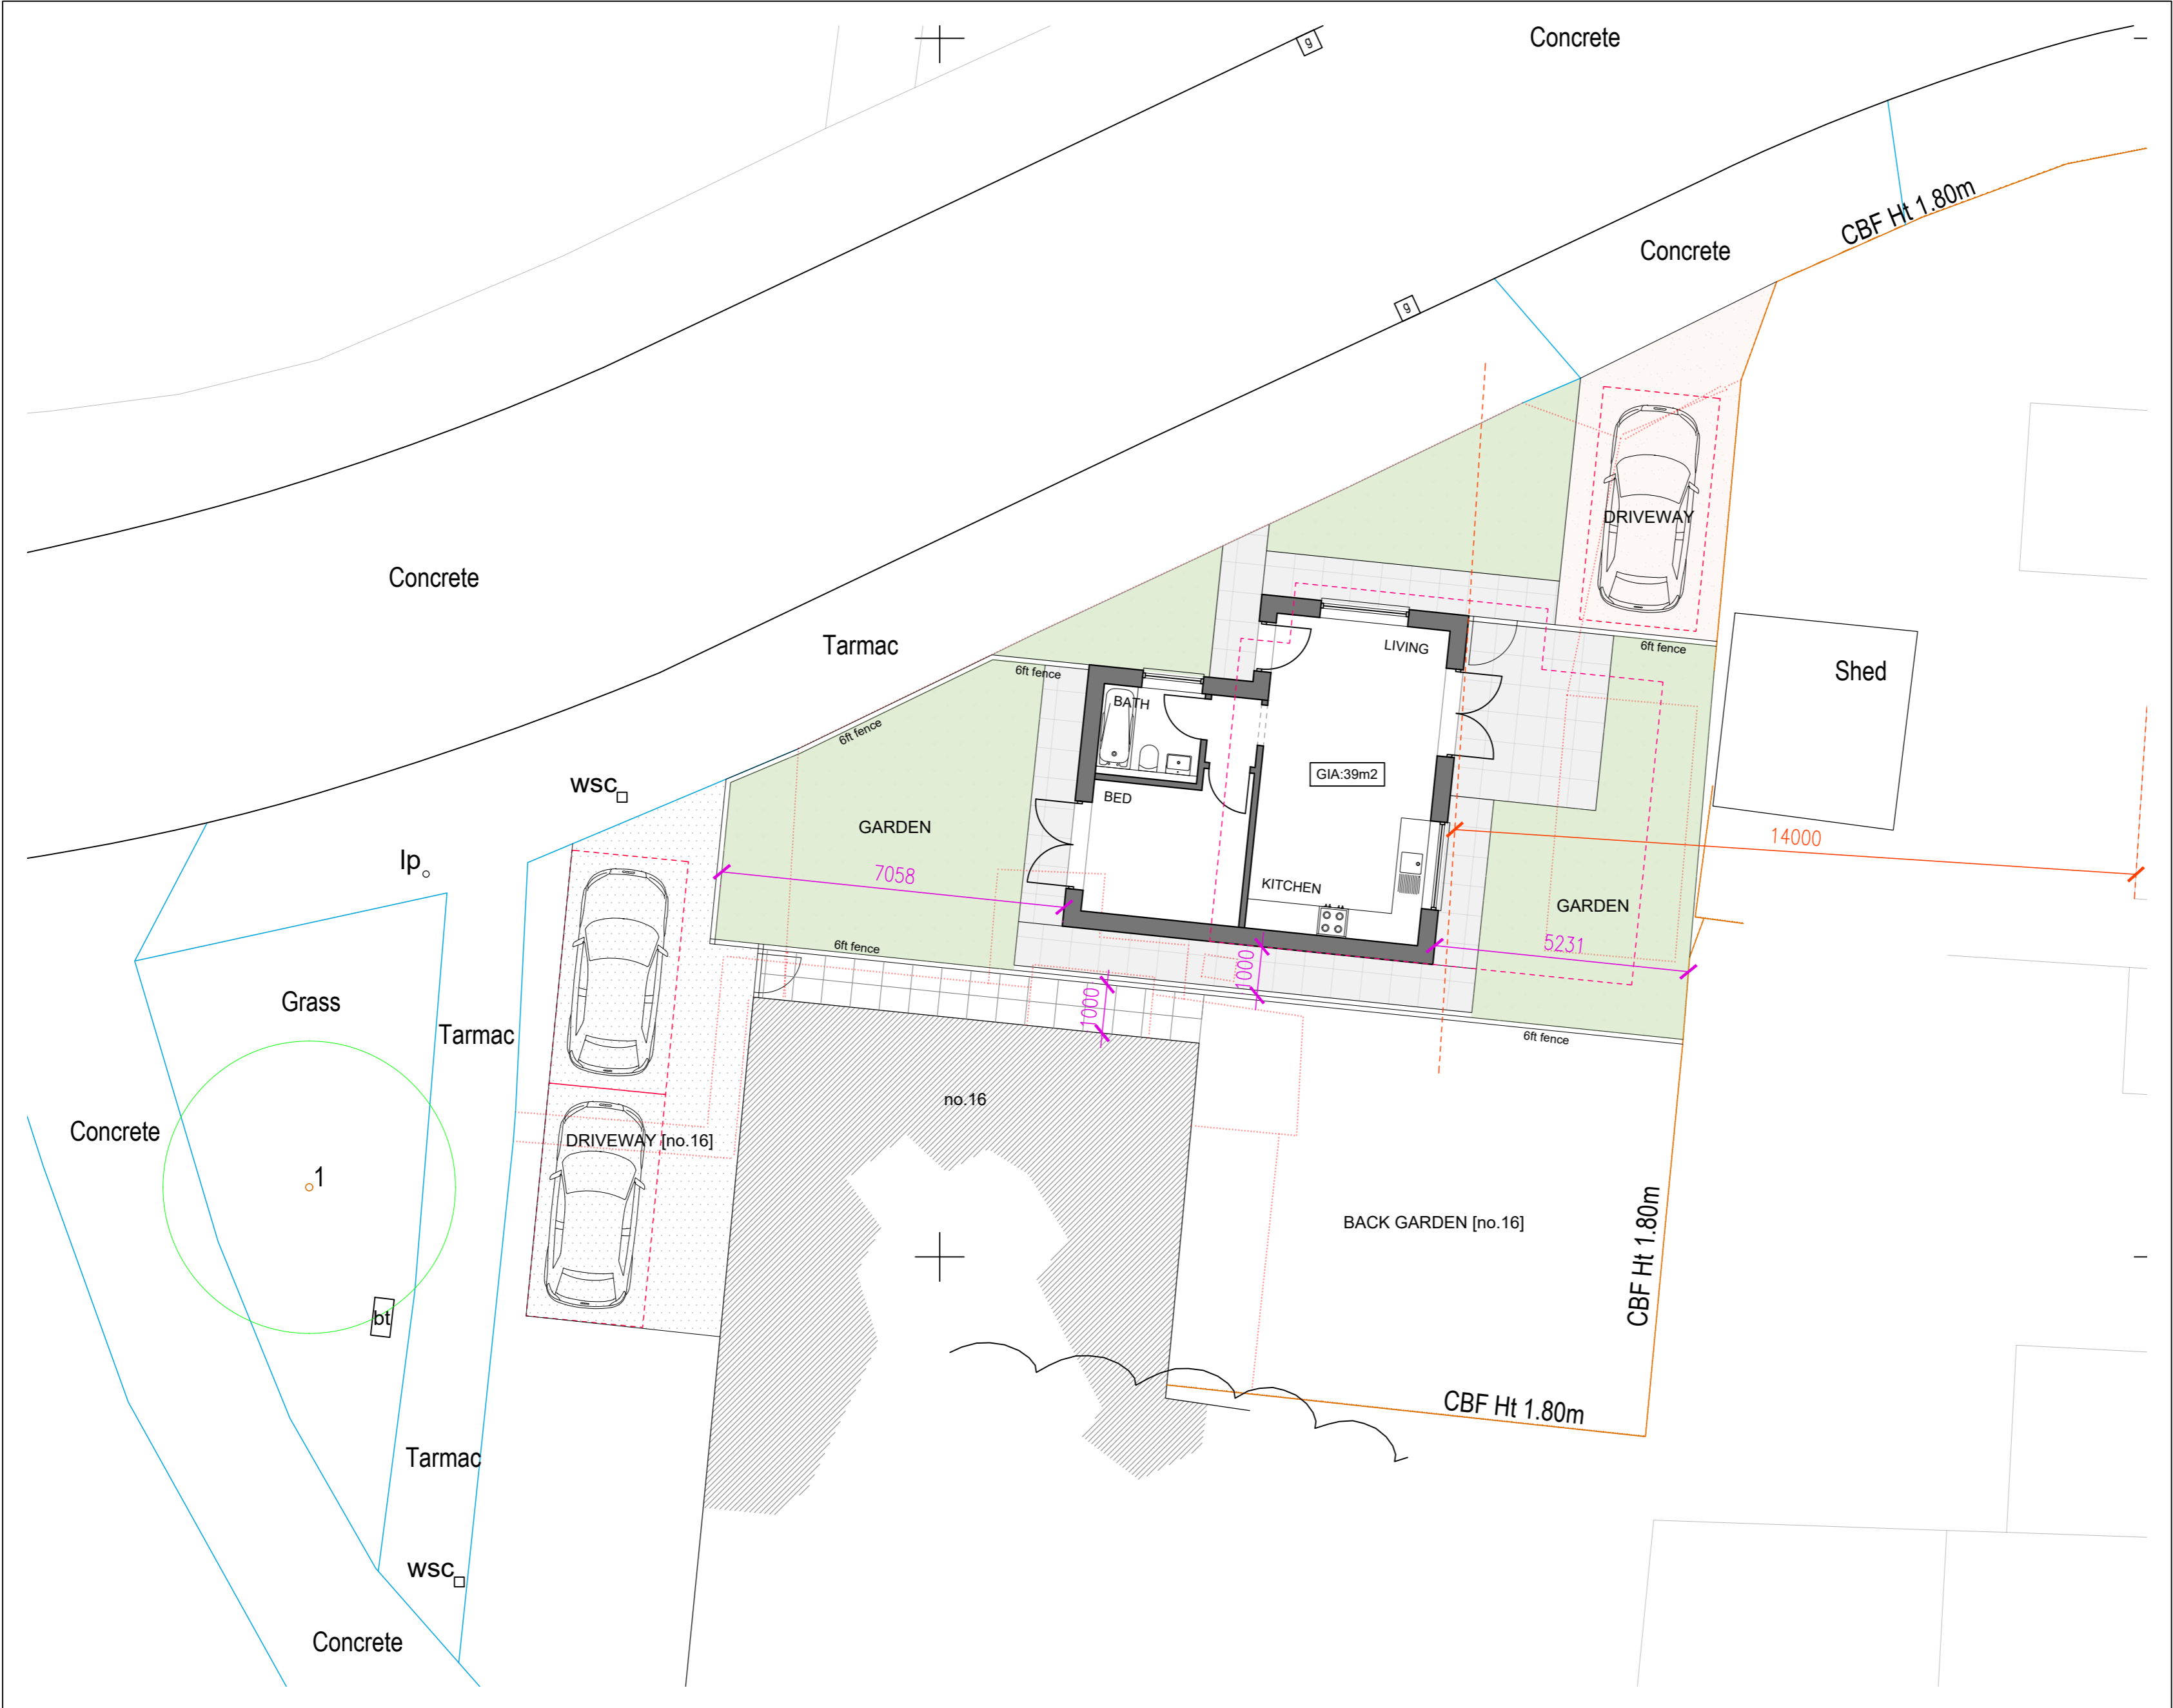 Concrete
g
CBF Ht 1.80m
Concrete
g
DRIVEWAY
Concrete
Tarmac
LIVING
6ft fence
Shed
6ft fence
BATH
6ft fence
GIA:39m2
wsc
BED
GARDEN
14000
lp
7058
KITCHEN
GARDEN
6ft fence
5231
1000
1000
Grass
Tarmac
6ft fence
no.16
Concrete
DRIVEWAY [no.16]
1
BACK GARDEN [no.16]
CBF Ht 1.80m
bt
CBF Ht 1.80m
Tarmac
wsc
Concrete